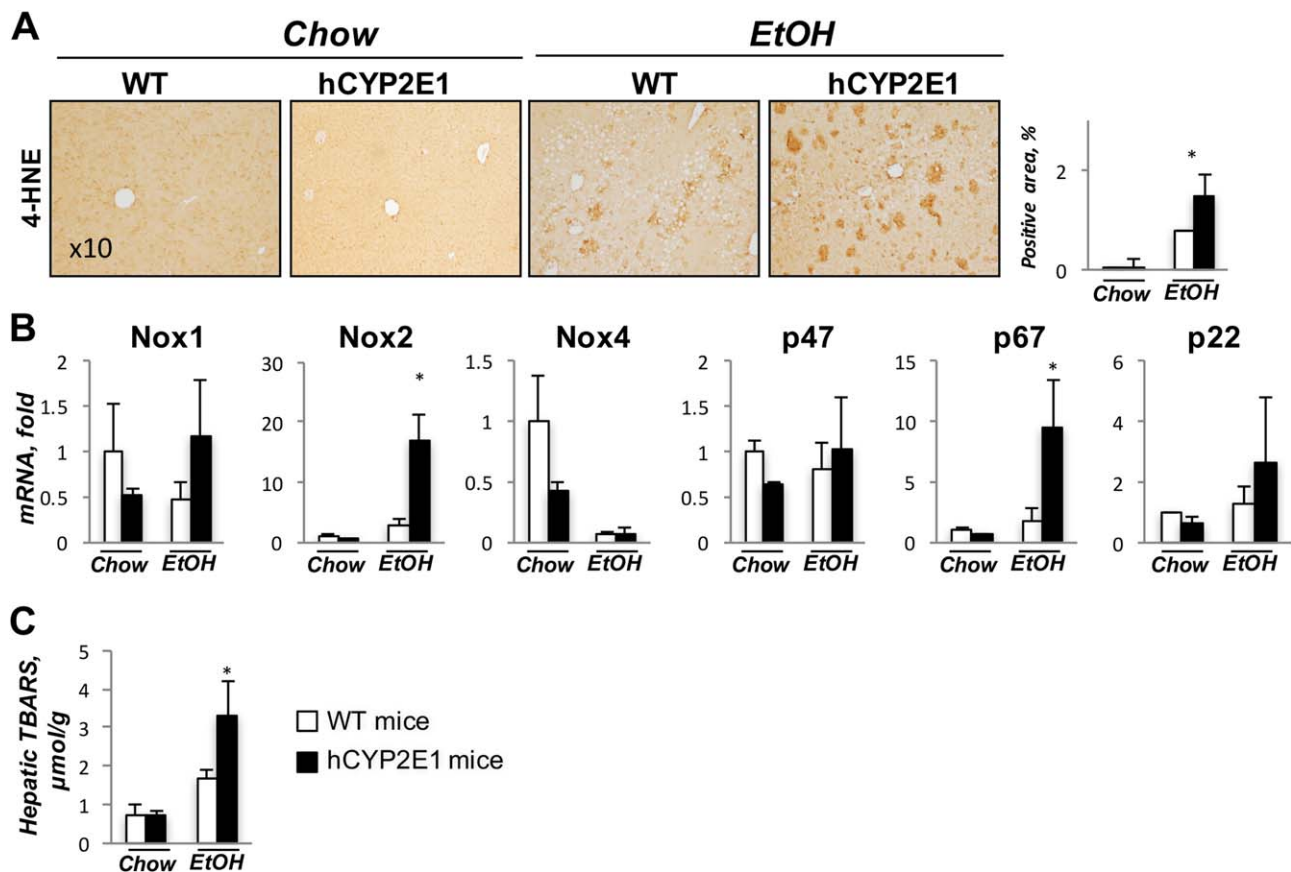 A
Chow EtOH
WT hCYP2E1 WT hCYP2E1
4-HNE
x10
Positive area, %
2
0
*
Chow EtOH
B
Nox1 Nox2 Nox4 p47 p67 p22
mRNA, fold
2
1.5
1
0.5
0
Chow EtOH
30
20
10
0
*
Chow EtOH
1.5
1
0.5
0
Chow EtOH
2
1.5
1
0.5
0
Chow EtOH
15
10
5
0
*
Chow EtOH
6
4
2
0
Chow EtOH
C
Hepatic TBARS,
µmol/g
5
4
3
2
1
0
*
Chow EtOH
WT mice
hCYP2E1 mice